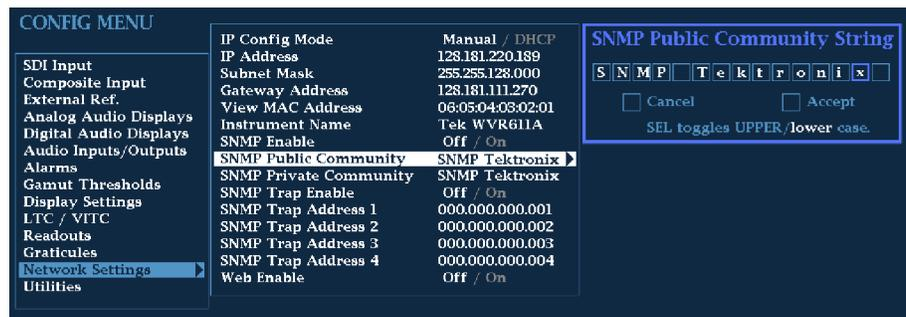 CONFIG MENU
SDI Input
Composite Input
External Ref.
Analog Audio Displays
Digital Audio Displays
Audio Inputs/Outputs
Alarms
Gamut Thresholds
Display Settings
LTC / VITC
Readouts
Graticules
Network Settings
Utilities
IP Config Mode Manual / DHCP
IP Address 128.181.220.189
Subnet Mask 255.255.128.000
Gateway Address 128.181.111.270
View MAC Address 06:05:04:03:02:01
Instrument Name Tek WVR611A
SNMP Enable Off / On
SNMP Public Community SNMP Tektronix
SNMP Private Community SNMP Tektronix
SNMP Trap Enable Off / On
SNMP Trap Address 1 000.000.000.001
SNMP Trap Address 2 000.000.000.002
SNMP Trap Address 3 000.000.000.003
SNMP Trap Address 4 000.000.000.004
Web Enable Off / On
SNMP Public Community String
SNMP Tektronix
Cancel Accept
SEL toggles UPPER/lower case.